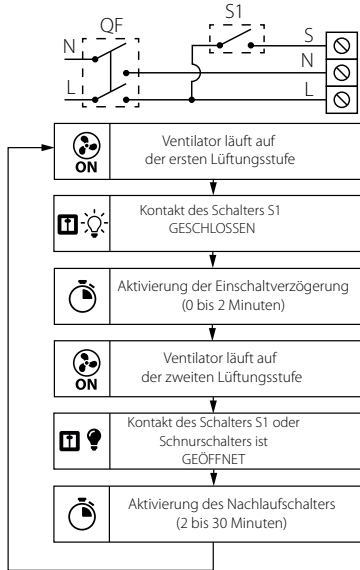 QF
S1
N
S
N
L
L
ON
Ventilator läuft auf
der ersten Lüftungsstufe
Kontakt des Schalters S1
GESCHLOSSEN
Aktivierung der Einschaltverzögerung
(0 bis 2 Minuten)
ON
Ventilator läuft auf
der zweiten Lüftungsstufe
Kontakt des Schalters S1 oder
Schnurschalters ist
GEÖFFNET
Aktivierung des Nachlaufschalters
(2 bis 30 Minuten)